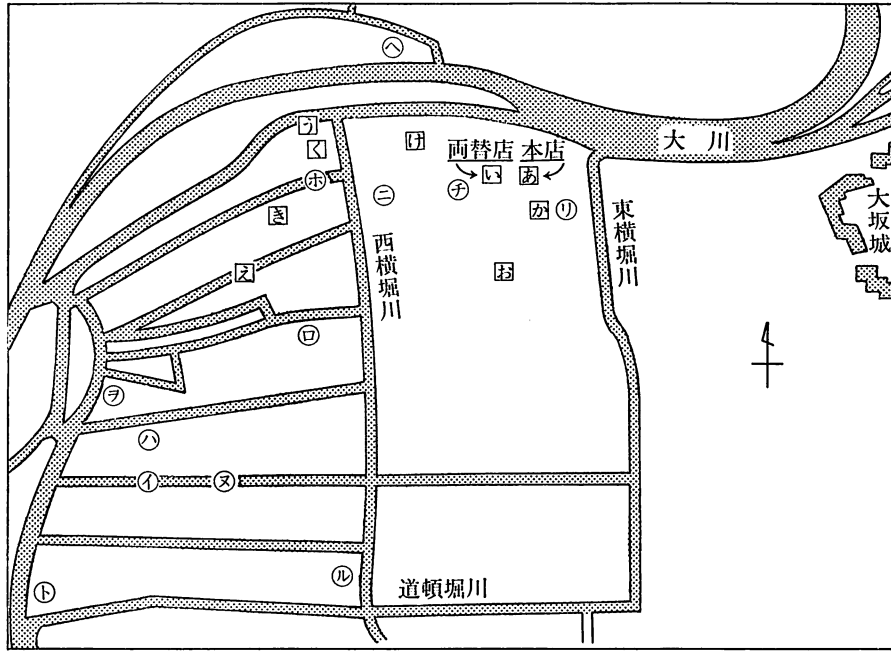 ㋬
う
く
け
両替店 本店
い
あ
大川
㋭
㋥
㋠
か
㋷
き
西横堀川
東横堀川
大坂城
え
お
㋺
㋾
㋩
㋑
㋦
㋣
㋸
道頓堀川